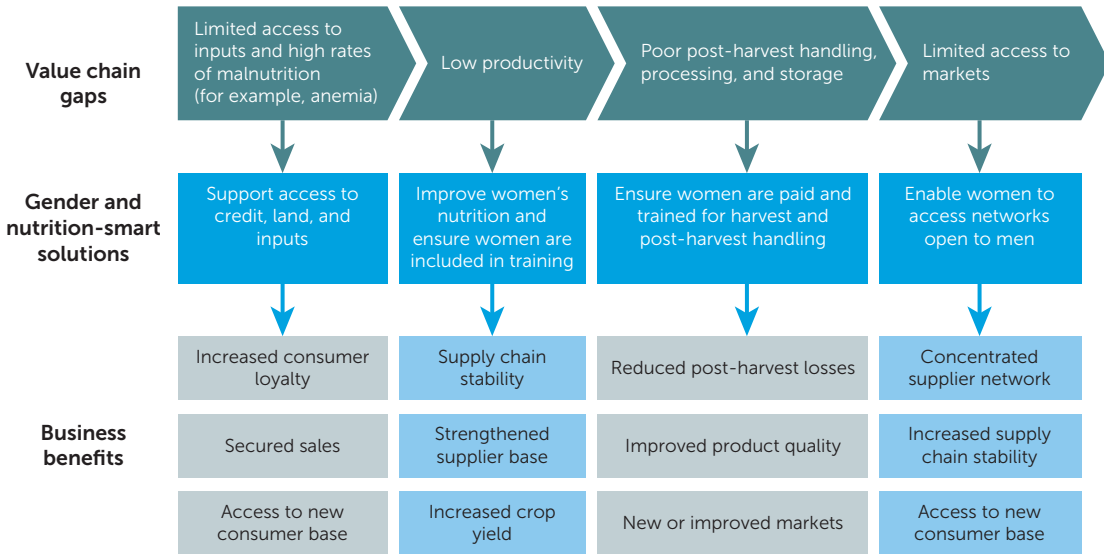 Value chain
gaps
Limited access to
inputs and high rates
of malnutrition
(for example, anemia)
Low productivity
Poor post-harvest handling,
processing, and storage
Limited access to
markets
Gender and
nutrition-smart
solutions
Support access to
credit, land, and
inputs
Improve women’s
nutrition and
ensure women are
included in training
Ensure women are paid and
trained for harvest and
post-harvest handling
Enable women to
access networks
open to men
Business
benefits
Increased consumer
loyalty
Supply chain
stability
Reduced post-harvest losses
Concentrated
supplier network
Secured sales
Strengthened
supplier base
Improved product quality
Increased supply
chain stability
Access to new
consumer base
Increased crop
yield
New or improved markets
Access to new
consumer base